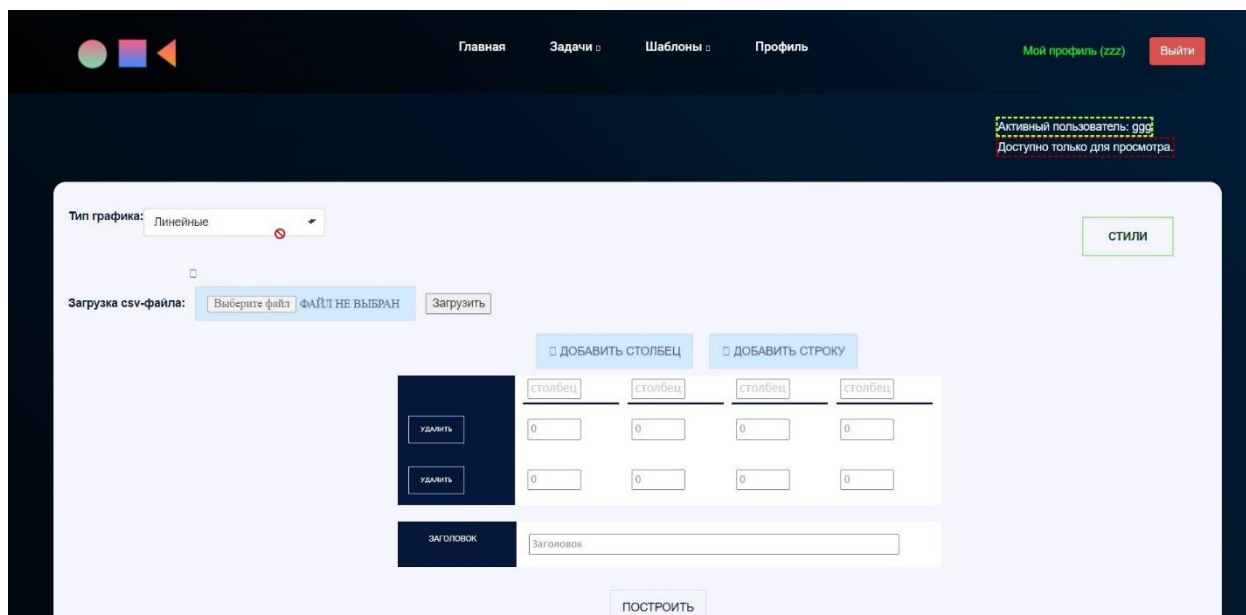 Главная Задачи Шаблоны Профиль Мой профиль (zzz) Выйти
Активный пользователь: ggg
Доступно только для просмотра.
Тип графика: Линейные
СТИЛИ
Загрузка csv-файла: Выберите файл ФАЙЛ НЕ ВЫБРАН Загрузить
ДОБАВИТЬ СТОЛБЕЦ ДОБАВИТЬ СТРОКУ
столбец столбец столбец столбец
УДАЛИТЬ 0 0 0 0
УДАЛИТЬ 0 0 0 0
ЗАГОЛОВОК Заголовок
ПОСТРОИТЬ